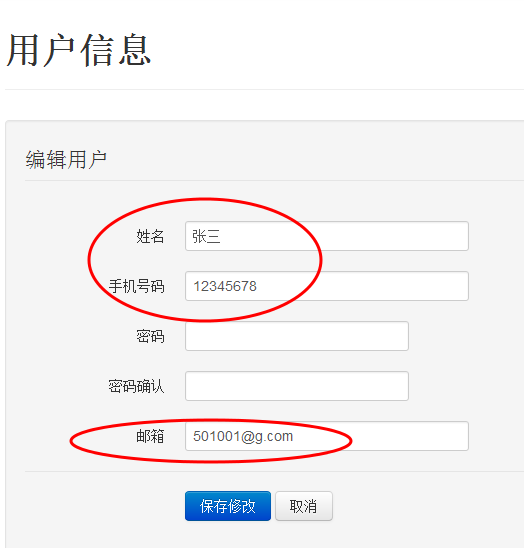 用户信息
编辑用户
姓名 张三
手机号码 12345678
密码
密码确认
邮箱 501001@g.com
保存修改 取消